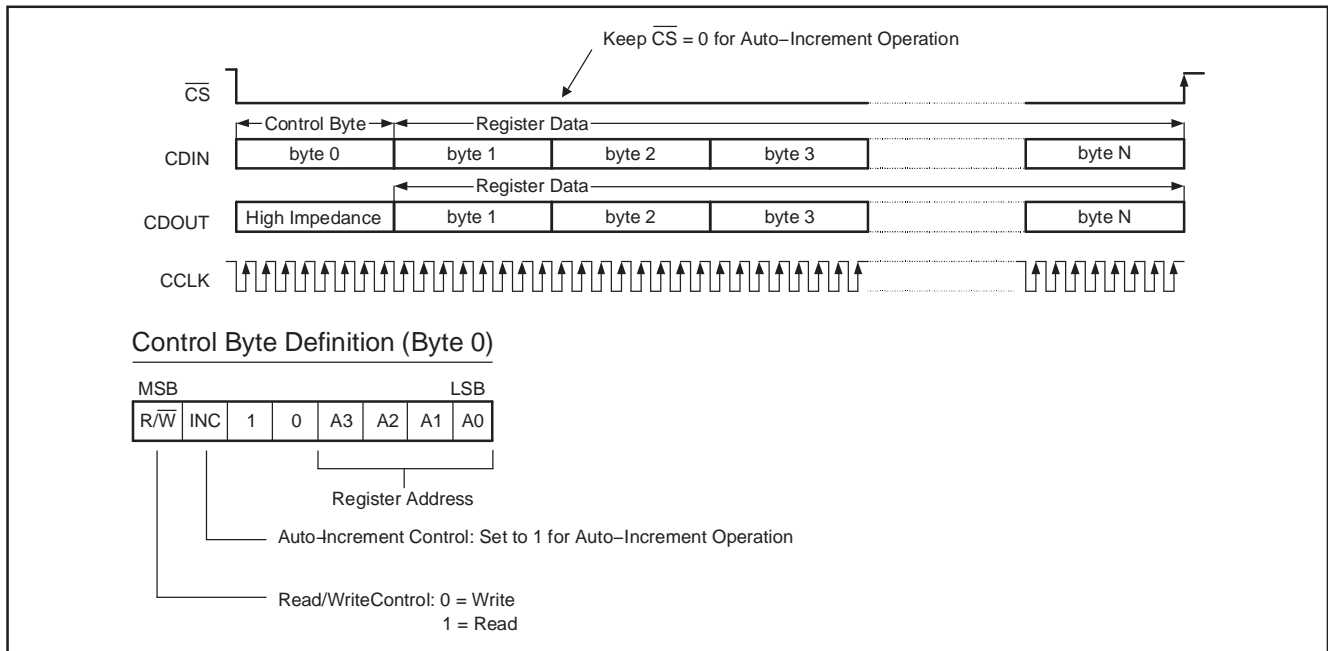 Keep C̅S̅ = 0 for Auto−Increment Operation
C̅S̅
Control Byte Register Data
CDIN byte 0 byte 1 byte 2 byte 3 byte N
Register Data
CDOUT High Impedance byte 1 byte 2 byte 3 byte N
CCLK
Control Byte Definition (Byte 0)
MSB LSB
R/W̅ INC 1 0 A3 A2 A1 A0
Register Address
Auto−Increment Control: Set to 1 for Auto−Increment Operation
Read/WriteControl: 0 = Write
1 = Read